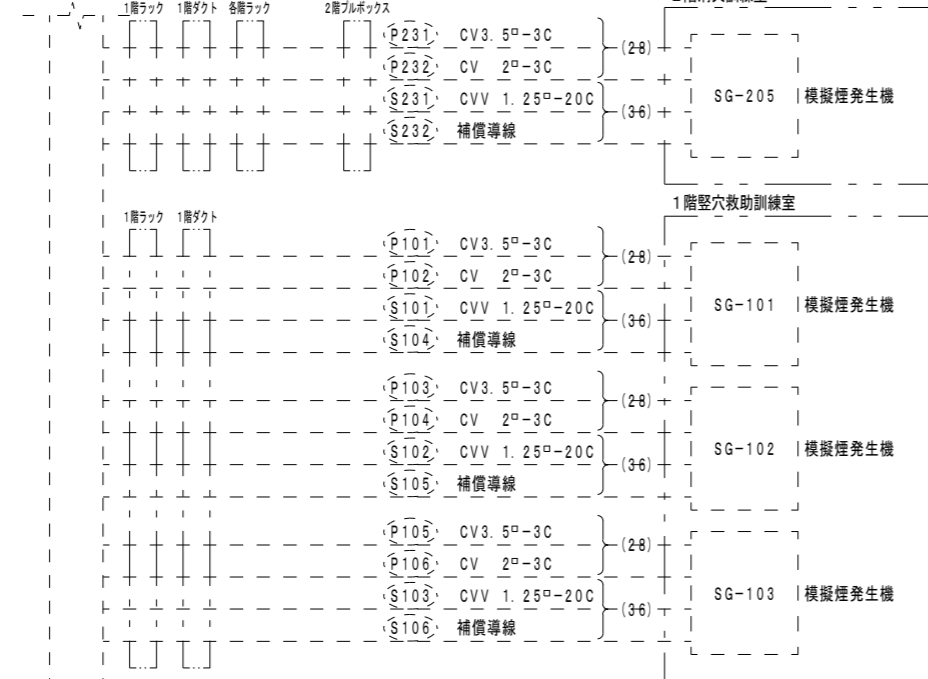 1階ラック 1階ダクト 各階ラック 2階プルボックス
P231 CV3.5□-3C (28)
P232 CV 2□-3C
S231 CVV 1.25□-20C (36)
S232 補償導線
SG-205 模擬煙発生機
1階竪穴救助訓練室
1階ラック 1階ダクト
P101 CV3.5□-3C (28)
P102 CV 2□-3C
S101 CVV 1.25□-20C (36)
S104 補償導線
SG-101 模擬煙発生機
P103 CV3.5□-3C (28)
P104 CV 2□-3C
S102 CVV 1.25□-20C (36)
S105 補償導線
SG-102 模擬煙発生機
P105 CV3.5□-3C (28)
P106 CV 2□-3C
S103 CVV 1.25□-20C (36)
S106 補償導線
SG-103 模擬煙発生機